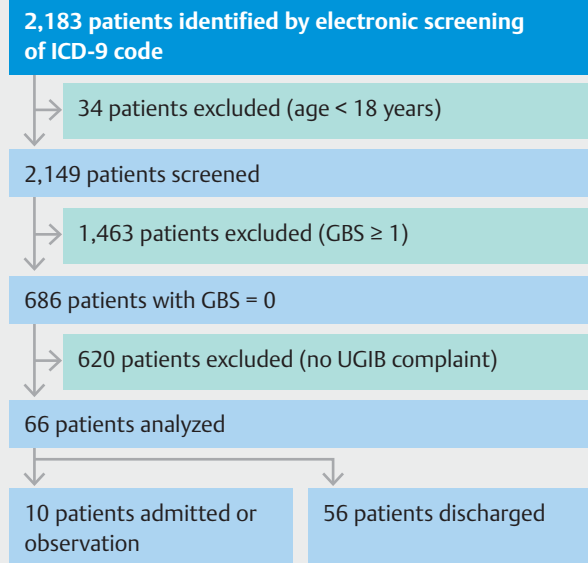 2,183 patients identified by electronic screening
of ICD-9 code
34 patients excluded (age < 18 years)
2,149 patients screened
1,463 patients excluded (GBS ≥ 1)
686 patients with GBS = 0
620 patients excluded (no UGIB complaint)
66 patients analyzed
10 patients admitted or
observation
56 patients discharged